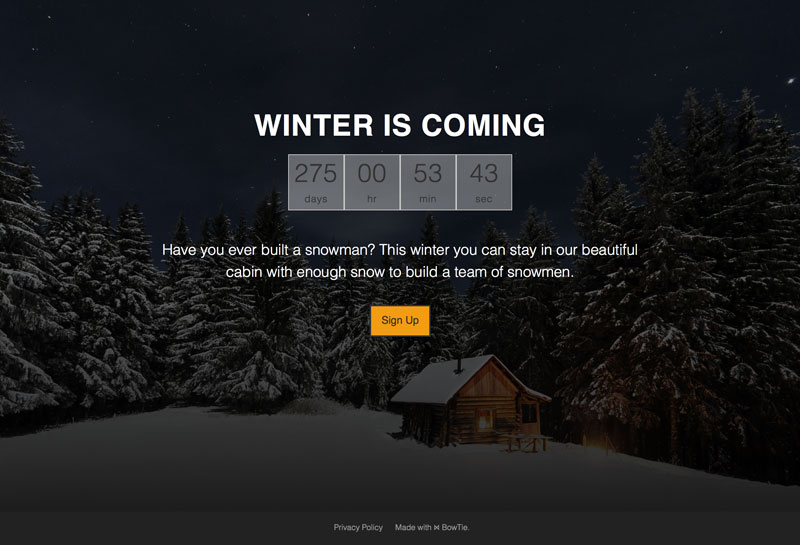 WINTER IS COMING
275 00 53 43
days hr min sec
Have you ever built a snowman? This winter you can stay in our beautiful
cabin with enough snow to build a team of snowmen.
Sign Up
Privacy Policy Made with ⋈ BowTie.